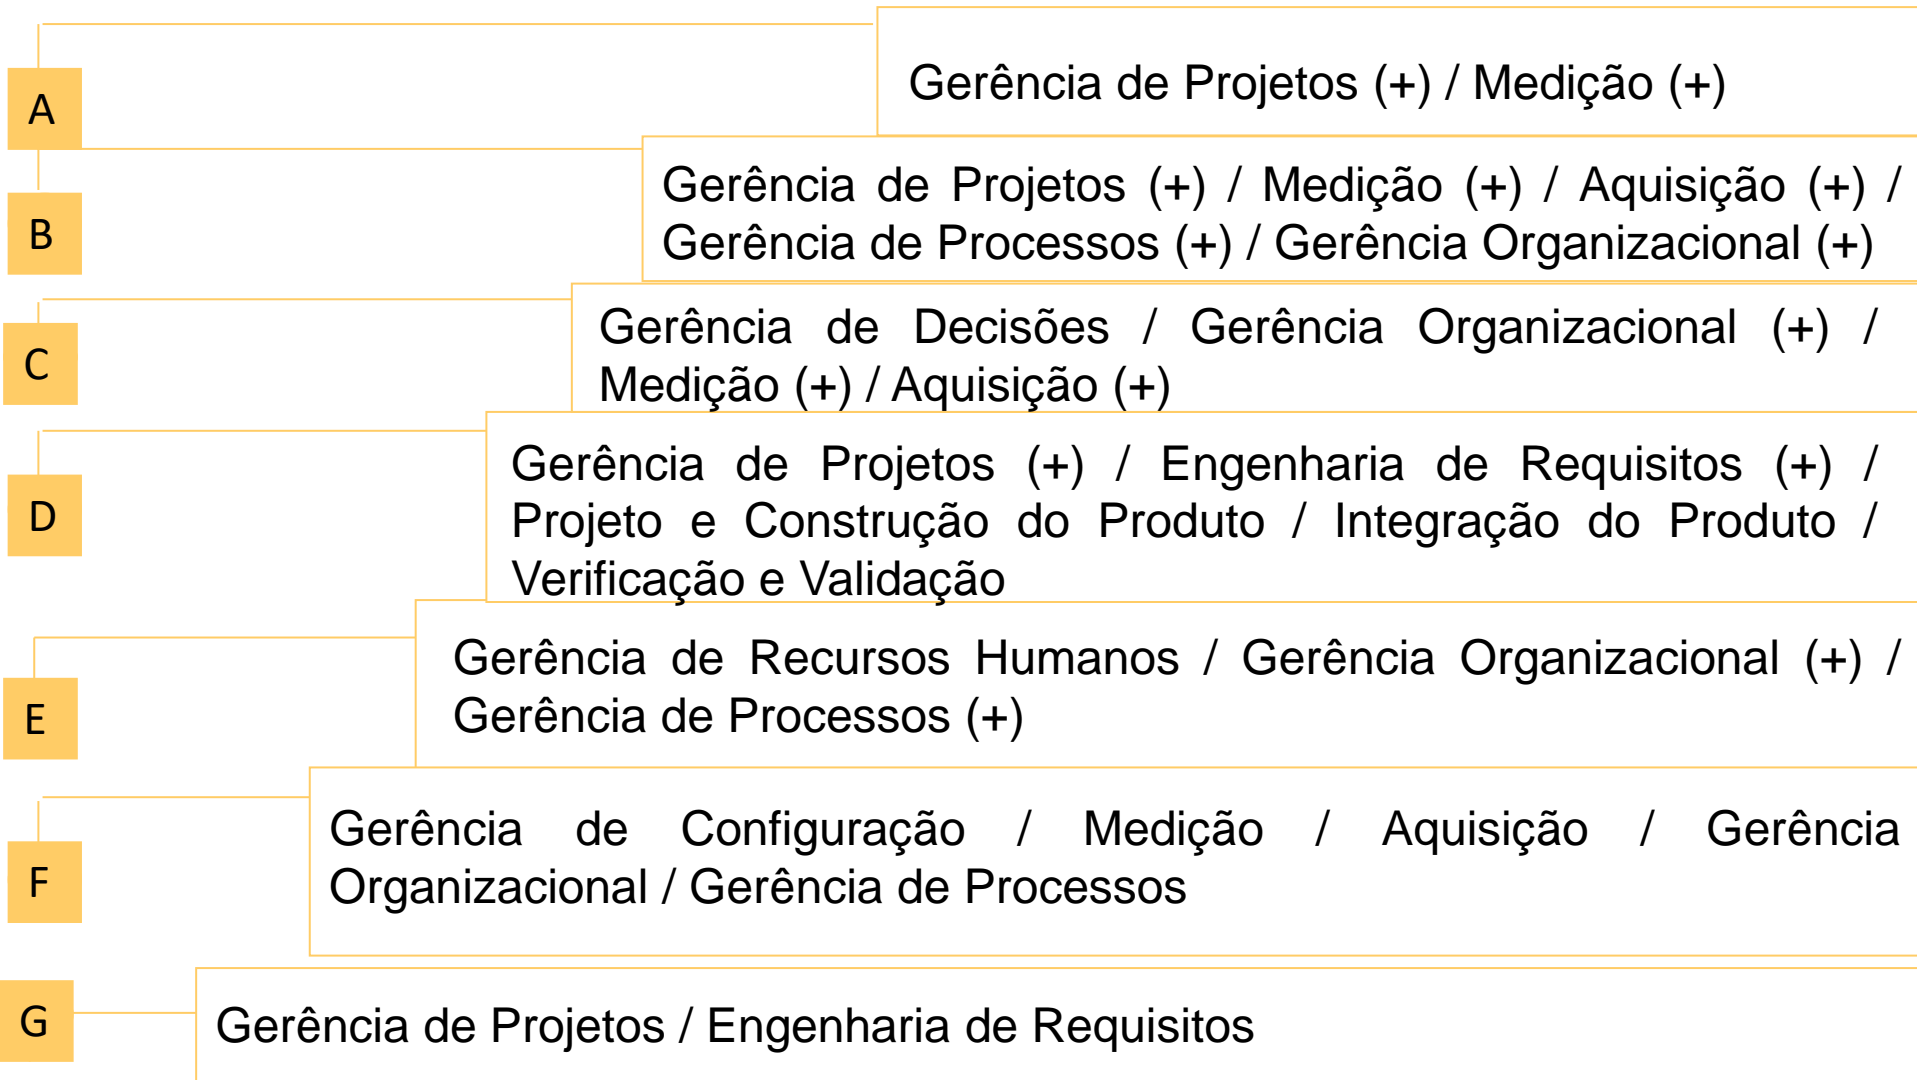 A
Gerência de Projetos (+) / Medição (+)
B
Gerência de Projetos (+) / Medição (+) / Aquisição (+) /
Gerência de Processos (+) / Gerência Organizacional (+)
C
Gerência de Decisões / Gerência Organizacional (+) /
Medição (+) / Aquisição (+)
D
Gerência de Projetos (+) / Engenharia de Requisitos (+) /
Projeto e Construção do Produto / Integração do Produto /
Verificação e Validação
E
Gerência de Recursos Humanos / Gerência Organizacional (+) /
Gerência de Processos (+)
F
Gerência de Configuração / Medição / Aquisição / Gerência
Organizacional / Gerência de Processos
G
Gerência de Projetos / Engenharia de Requisitos